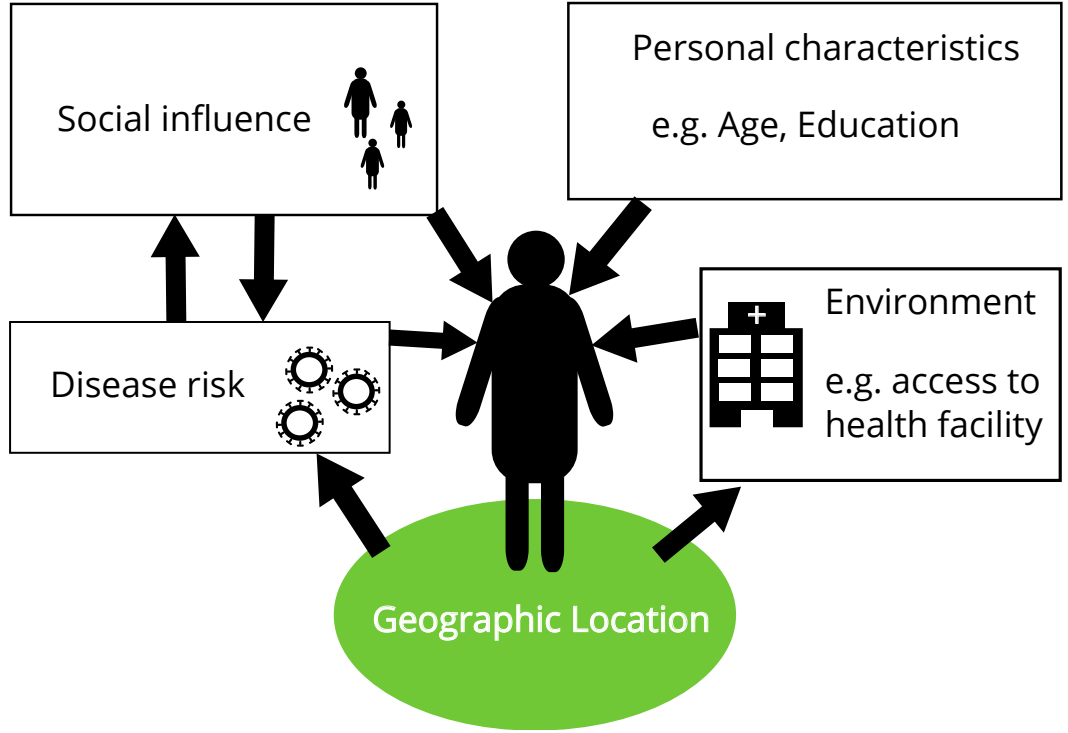 Social influence
Personal characteristics
e.g. Age, Education
Disease risk
Environment
e.g. access to
health facility
Geographic Location